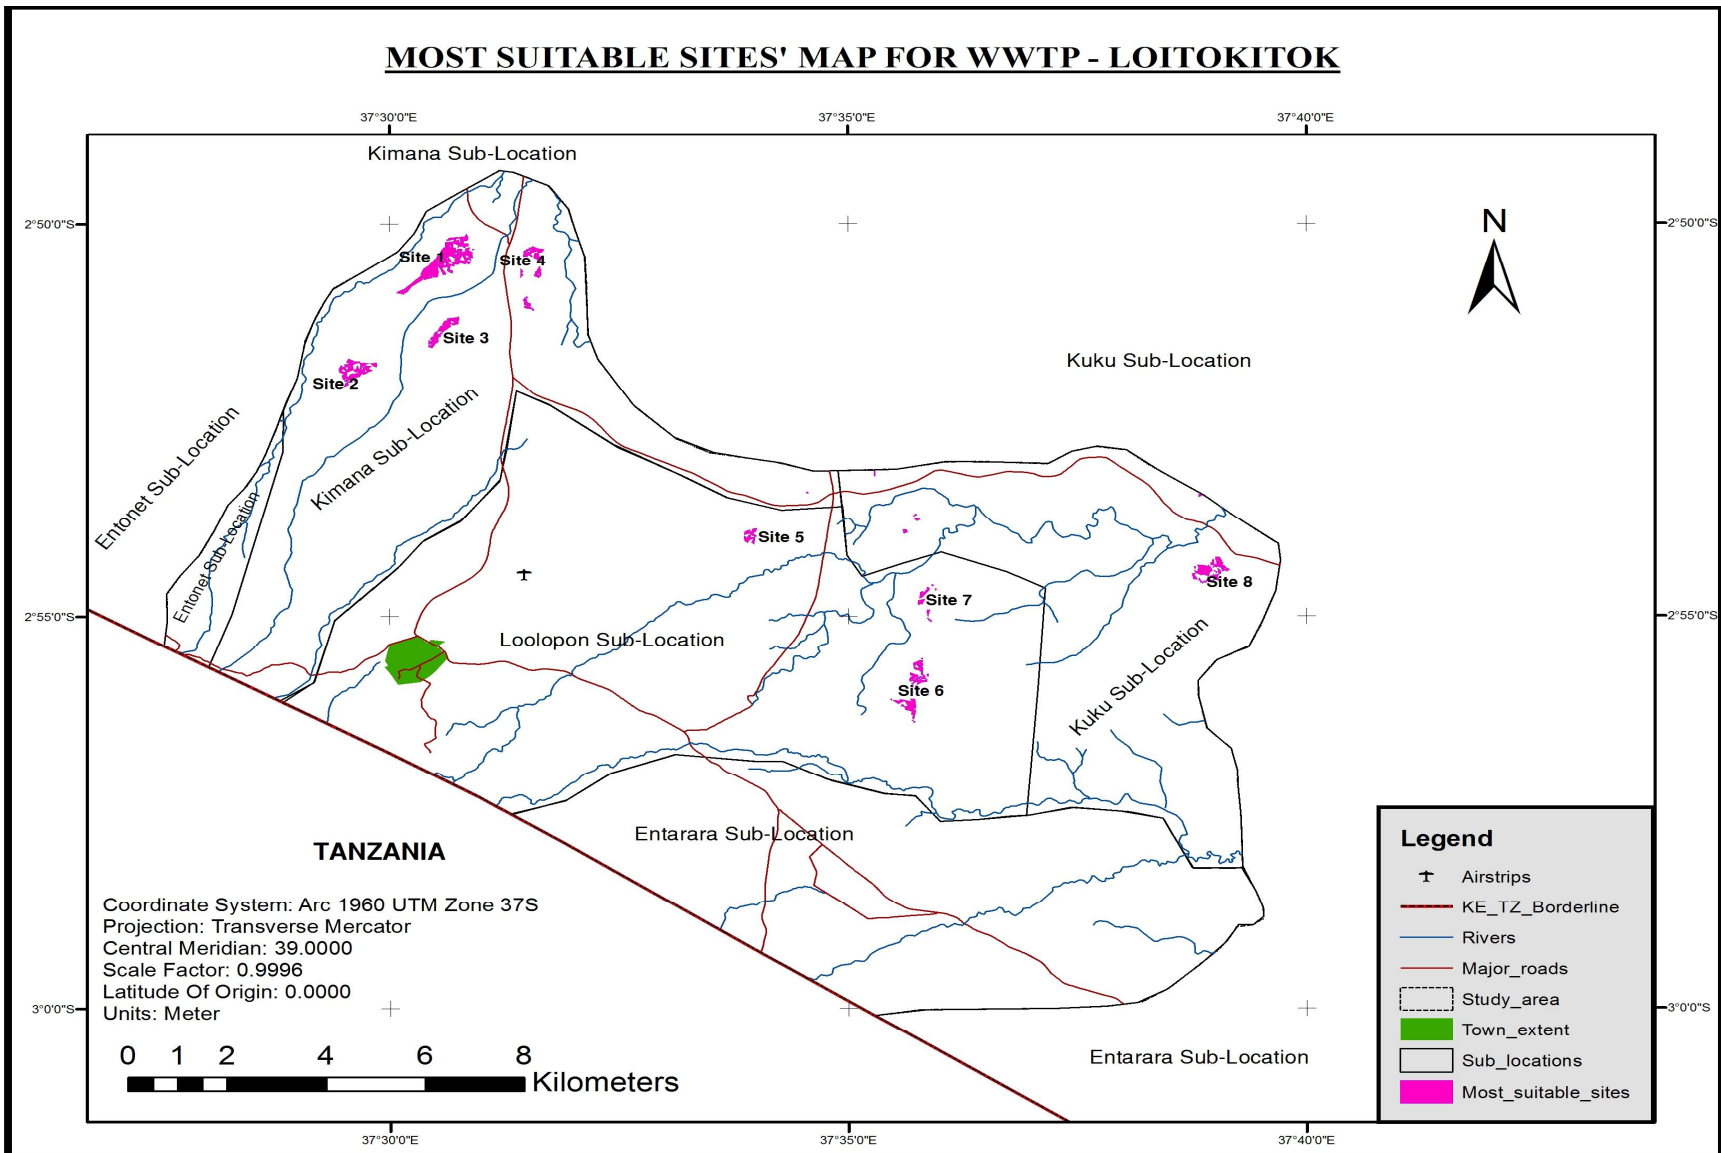 MOST SUITABLE SITES' MAP FOR WWTP - LOITOKITOK
37°30'0"E
37°35'0"E
37°40'0"E
Kimana Sub-Location
2°50'0"S
2°50'0"S
N
Site 1
Site 4
Site 3
Site 2
Kuku Sub-Location
Kimana Sub-Location
Entonet Sub-Location
Entonet Sub-Location
Site 5
Site 8
Site 7
2°55'0"S
2°55'0"S
Loolopon Sub-Location
Kuku Sub-Location
Site 6
Entarara Sub-Location
TANZANIA
Coordinate System: Arc 1960 UTM Zone 37S
Projection: Transverse Mercator
Central Meridian: 39.0000
Scale Factor: 0.9996
Latitude Of Origin: 0.0000
Units: Meter
3°0'0"S
3°0'0"S
0 1 2 4 6 8
Kilometers
Entarara Sub-Location
Legend
Airstrips
KE_TZ_Borderline
Rivers
Major_roads
Study_area
Town_extent
Sub_locations
Most_suitable_sites
37°30'0"E
37°35'0"E
37°40'0"E